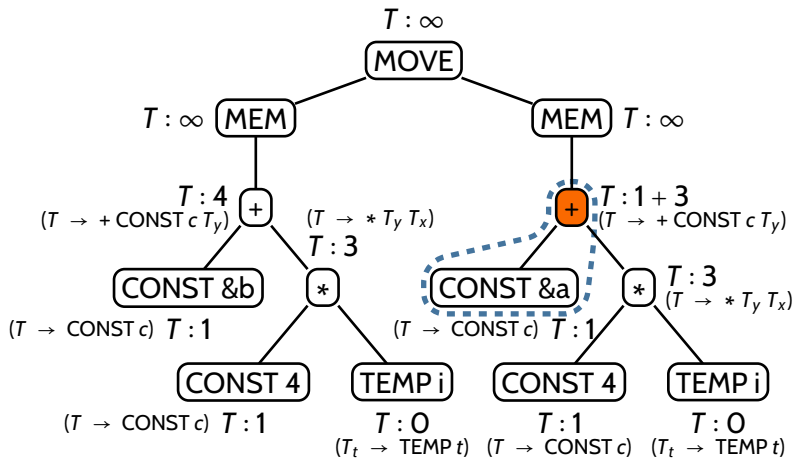 T : ∞
MOVE
T : ∞ MEM
MEM T : ∞
T : 4
(T → + CONST c T_y)
+
(T → * T_y T_x)
T : 3
+
T : 1 + 3
(T → + CONST c T_y)
CONST &b
*
CONST &a
*
T : 3
(T → * T_y T_x)
(T → CONST c) T : 1
(T → CONST c) T : 1
CONST 4
TEMP i
CONST 4
TEMP i
(T → CONST c) T : 1
T : 0
(T_t → TEMP t)
T : 1
(T → CONST c)
T : 0
(T_t → TEMP t)